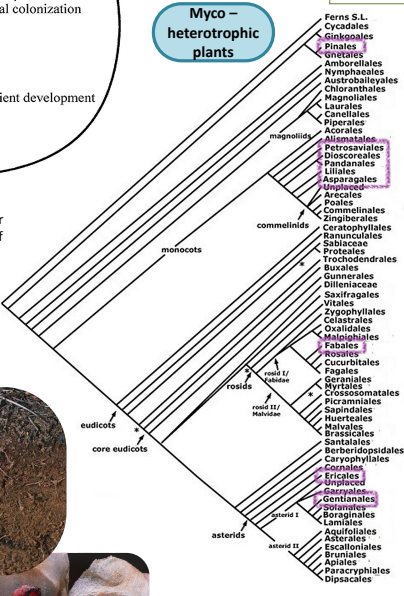 al colonization
ient development
r
f
Myco –
heterotrophic
plants
Ferns S.L.
Cycadales
Ginkgoales
Pinales
Gnetales
Amborellales
Nymphaeales
Austrobaileyales
Chloranthales
Magnoliales
Laurales
Canellales
Piperales
magnoliids
Acorales
Alismatales
Petrosaviales
Dioscoreales
Pandanales
Liliales
Asparagales
Unplaced
Arecales
Poales
Commelinales
Zingiberales
commelinids
monocots
Ceratophyllales
Ranunculales
Sabiaceae
Proteales
Trochodendrales
*
Buxales
Gunnerales
Dilleniaceae
Saxifragales
Vitales
Zygophyllales
Celastrales
Oxalidales
Malpighiales
Fabales
Rosales
Cucurbitales
Fagales
*
rosids
rosid I/
Fabidae
Geraniales
Myrtales
*
Crossosomatales
Picramniales
Sapindales
Huerteales
Malvales
Brassicales
rosid II/
Malvidae
eudicots
*
core eudicots
Santalales
Berberidopsidales
Caryophyllales
Cornales
Ericales
Unplaced
Garryales
Gentianales
Solanales
Boraginales
Lamiales
asterid I
asterids
Aquifoliales
Asterales
Escalloniales
Bruniales
Apiales
Paracryphiales
Dipsacales
asterid II